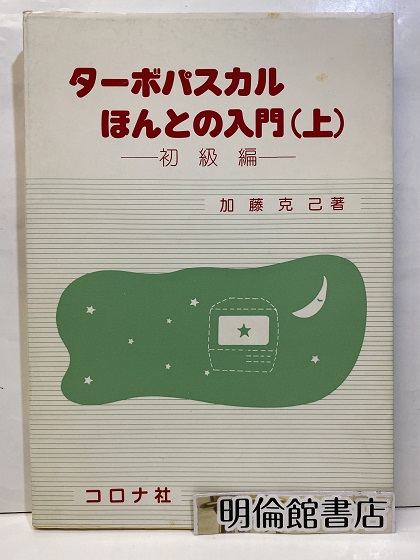 ターボパスカル
ほんとの入門(上)
―初級編―
加藤克己著
コロナ社
明倫館書店